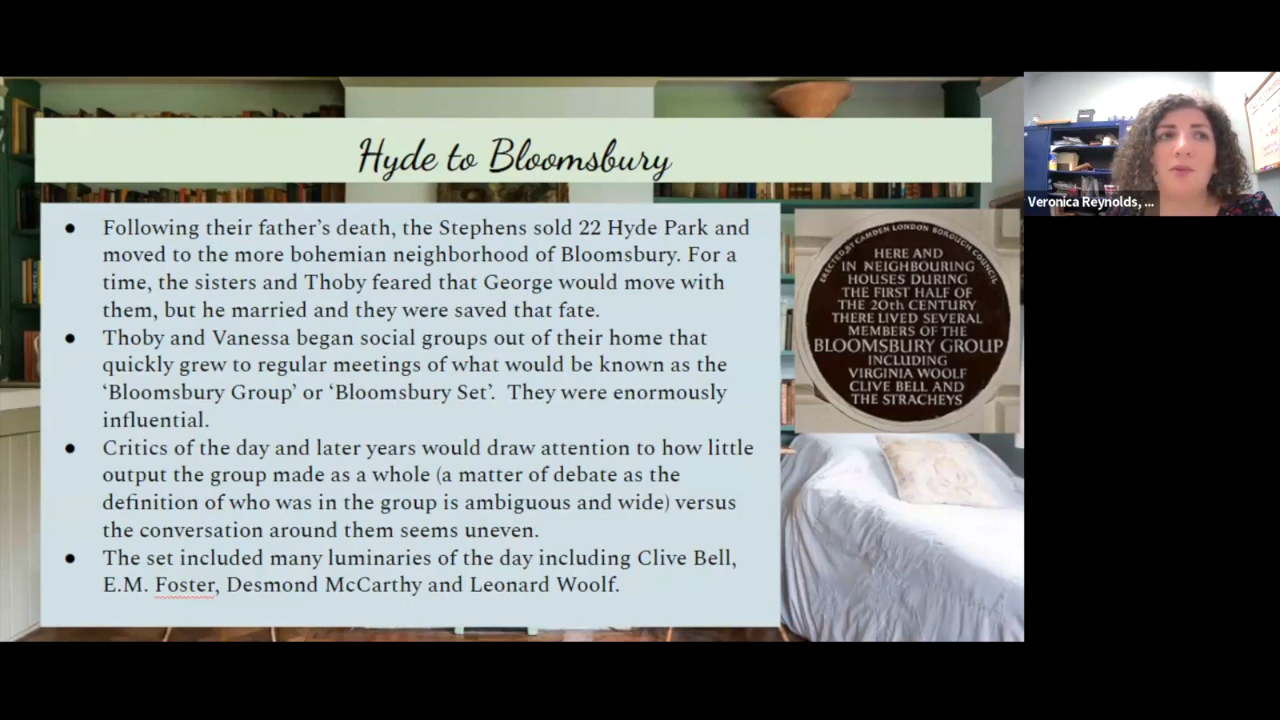 Hyde to Bloomsbury
● Following their father's death, the Stephens sold 22 Hyde Park and
moved to the more bohemian neighborhood of Bloomsbury. For a
time, the sisters and Thoby feared that George would move with
them, but he married and they were saved that fate.
● Thoby and Vanessa began social groups out of their home that
quickly grew to regular meetings of what would be known as the
‘Bloomsbury Group’ or ‘Bloomsbury Set’. They were enormously
influential.
● Critics of the day and later years would draw attention to how little
output the group made as a whole (a matter of debate as the
definition of who was in the group is ambiguous and wide) versus
the conversation around them seems uneven.
● The set included many luminaries of the day including Clive Bell,
E.M. Foster, Desmond McCarthy and Leonard Woolf.
ERECTED BY CAMDEN LONDON BOROUGH COUNCIL
HERE AND
IN NEIGHBOURING
HOUSES DURING
THE FIRST HALF OF
THE 20th CENTURY
THERE LIVED SEVERAL
MEMBERS OF THE
BLOOMSBURY GROUP
INCLUDING
VIRGINIA WOOLF
CLIVE BELL AND
THE STRACHEYS
Veronica Reynolds, ...